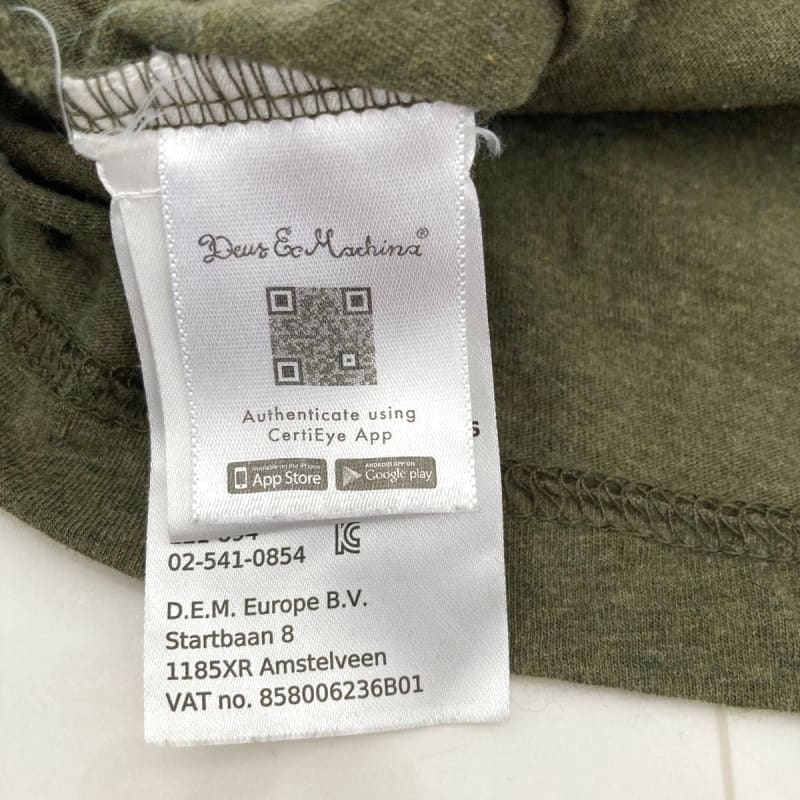 Deus Ex Machina®
Authenticate using
CertiEye App
Available on the iPhone
App Store
ANDROID APP ON
Google play
s
02-541-0854
D.E.M. Europe B.V.
Startbaan 8
1185XR Amstelveen
VAT no. 858006236B01